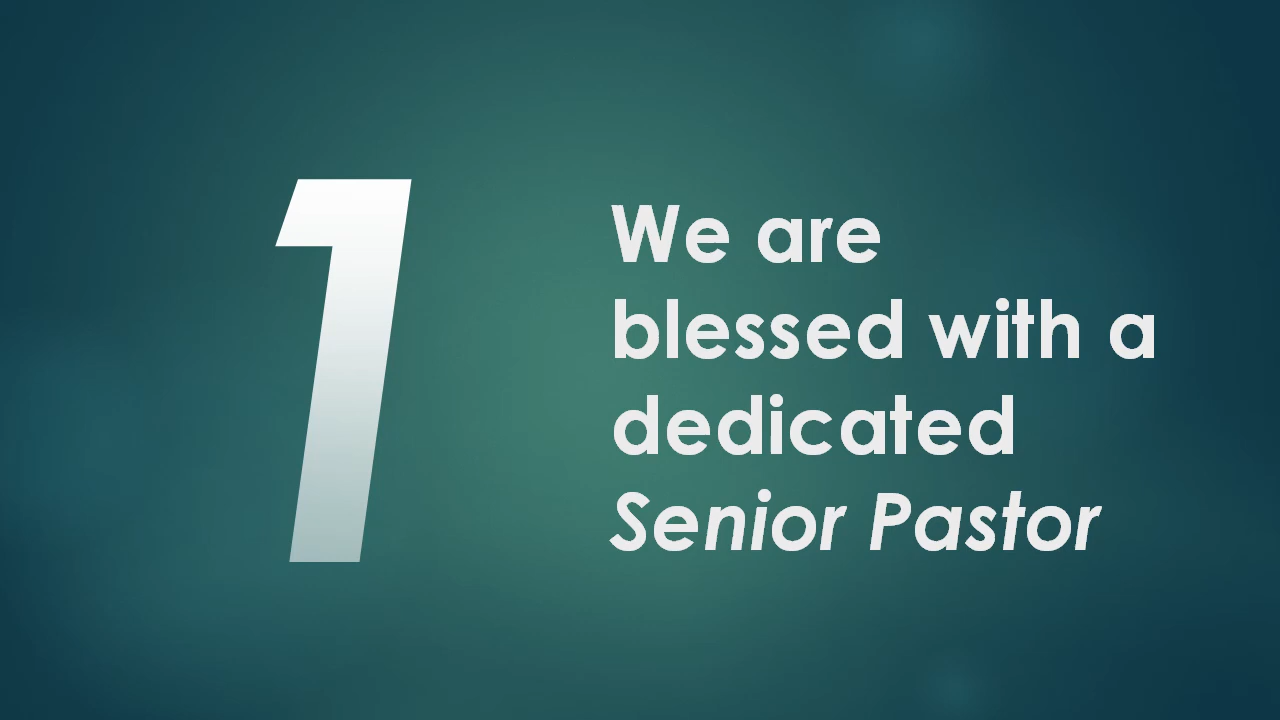 1
We are
blessed with a
dedicated
Senior Pastor